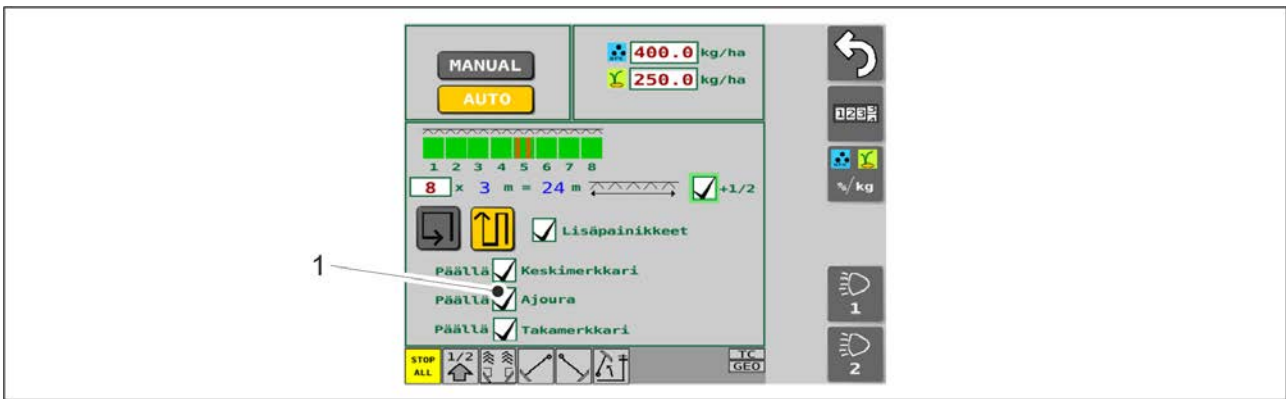 MANUAL
AUTO
400.0 kg/ha
250.0 kg/ha
1 2 3 4 5 6 7 8
8 x 3 m = 24 m +1/2
Lisäpainikkeet
Päällä Keskimerkkari
1
Päällä Ajoura
Päällä Takamerkkari
STOP ALL
1/2
TC
GEO
%/kg
1
2